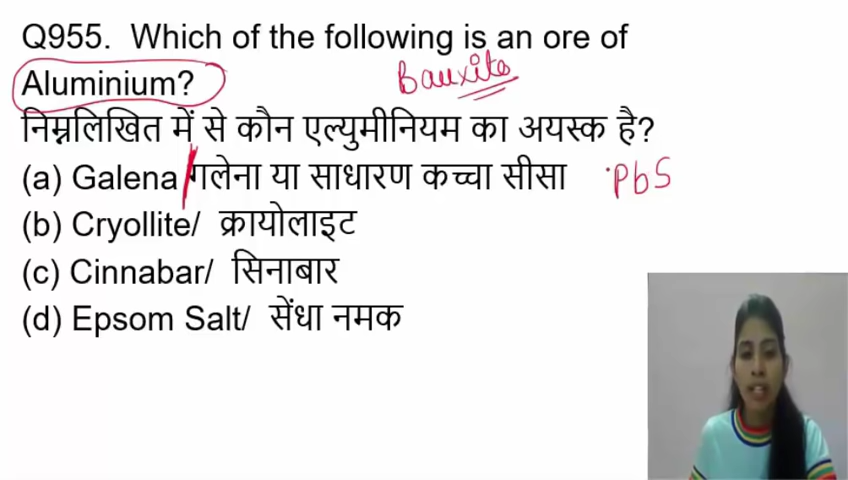 Q955. Which of the following is an ore of
Aluminium?
Bauxite
निम्नलिखित में से कौन एल्युमीनियम का अयस्क है?
(a) Galena गलेना या साधारण कच्चा सीसा PbS
(b) Cryollite/ क्रायोलाइट
(c) Cinnabar/ सिनाबार
(d) Epsom Salt/ सेंधा नमक